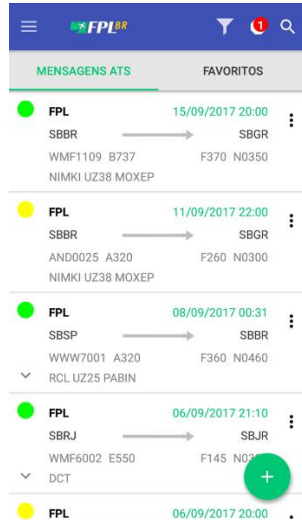 FPL BR 1
MENSAGENS ATS FAVORITOS
FPL 15/09/2017 20:00
SBBR SBGR
WMF1109 B737 F370 N0350
NIMKI UZ38 MOXEP
FPL 11/09/2017 22:00
SBBR SBGR
AND0025 A320 F260 N0300
NIMKI UZ38 MOXEP
FPL 08/09/2017 00:31
SBSP SBBR
WWW7001 A320 F360 N0460
RCL UZ25 PABIN
FPL 06/09/2017 21:10
SBRJ SBJR
WMF6002 E550 F145
DCT
FPL 06/09/2017 20:00